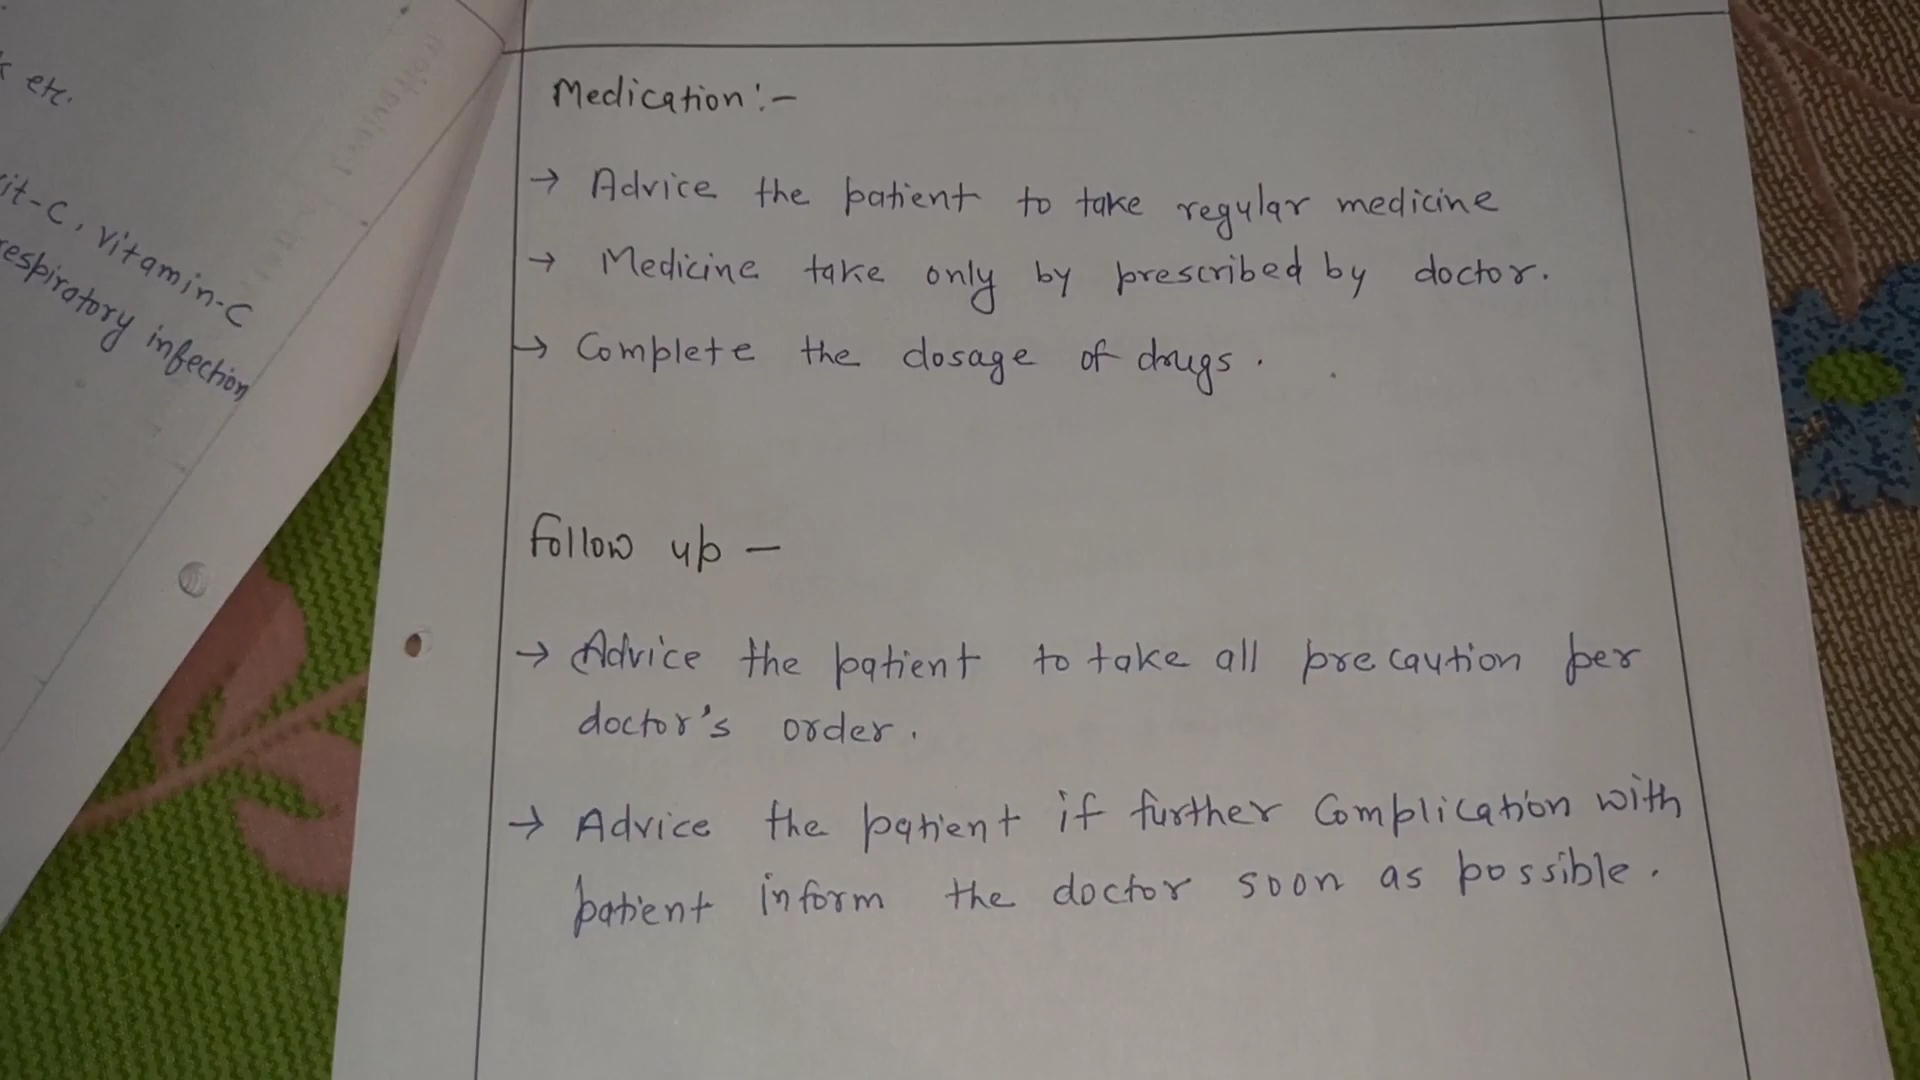 etc.
vitamin-C
infection
Medication :-
→ Advice the patient to take regular medicine
→ Medicine take only by prescribed by doctor.
→ Complete the dosage of drugs.
Follow up -
→ Advice the patient to take all precaution per
doctor's order.
→ Advice the patient if further Complication with
patient inform the doctor soon as possible.